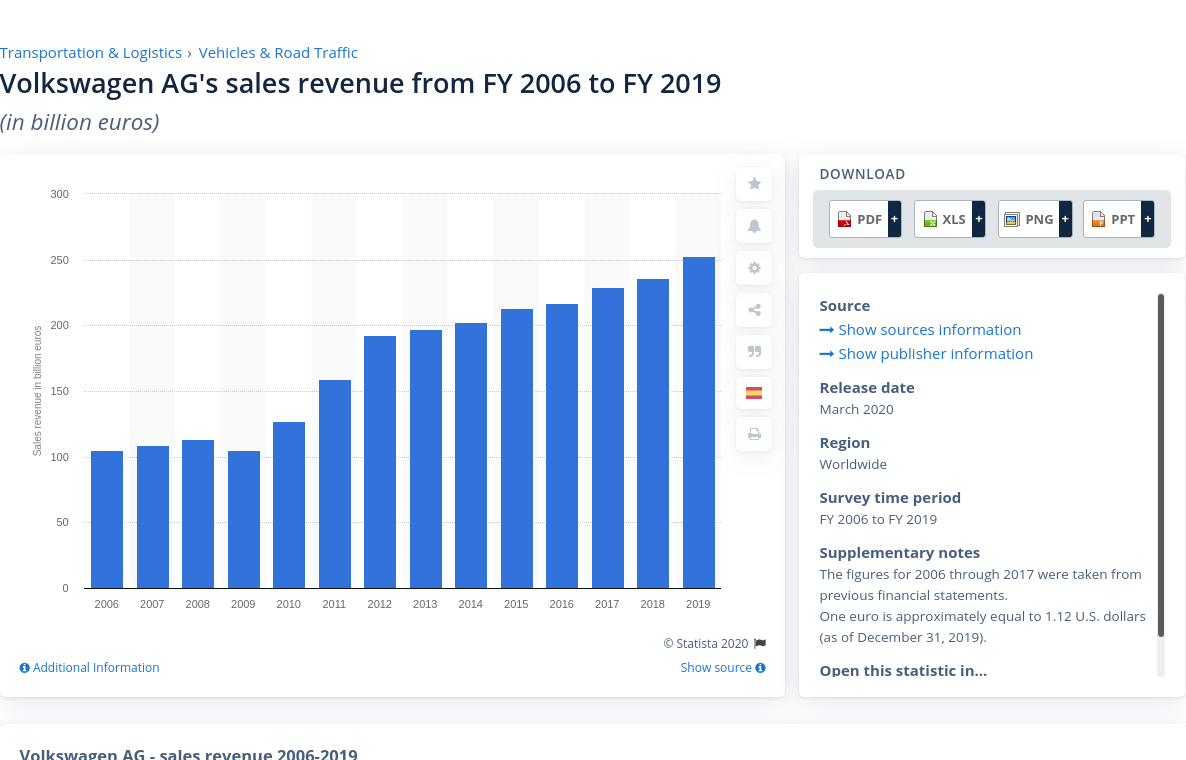 Transportation & Logistics › Vehicles & Road Traffic
Volkswagen AG's sales revenue from FY 2006 to FY 2019
(in billion euros)
300
250
200
150
100
50
0
Sales revenue in billion euros
2006 2007 2008 2009 2010 2011 2012 2013 2014 2015 2016 2017 2018 2019
© Statista 2020
Additional Information
Show source
DOWNLOAD
PDF + XLS + PNG + PPT +
Source
Show sources information
Show publisher information
Release date
March 2020
Region
Worldwide
Survey time period
FY 2006 to FY 2019
Supplementary notes
The figures for 2006 through 2017 were taken from
previous financial statements.
One euro is approximately equal to 1.12 U.S. dollars
(as of December 31, 2019).
Open this statistic in...
Volkswagen AG - sales revenue 2006-2019